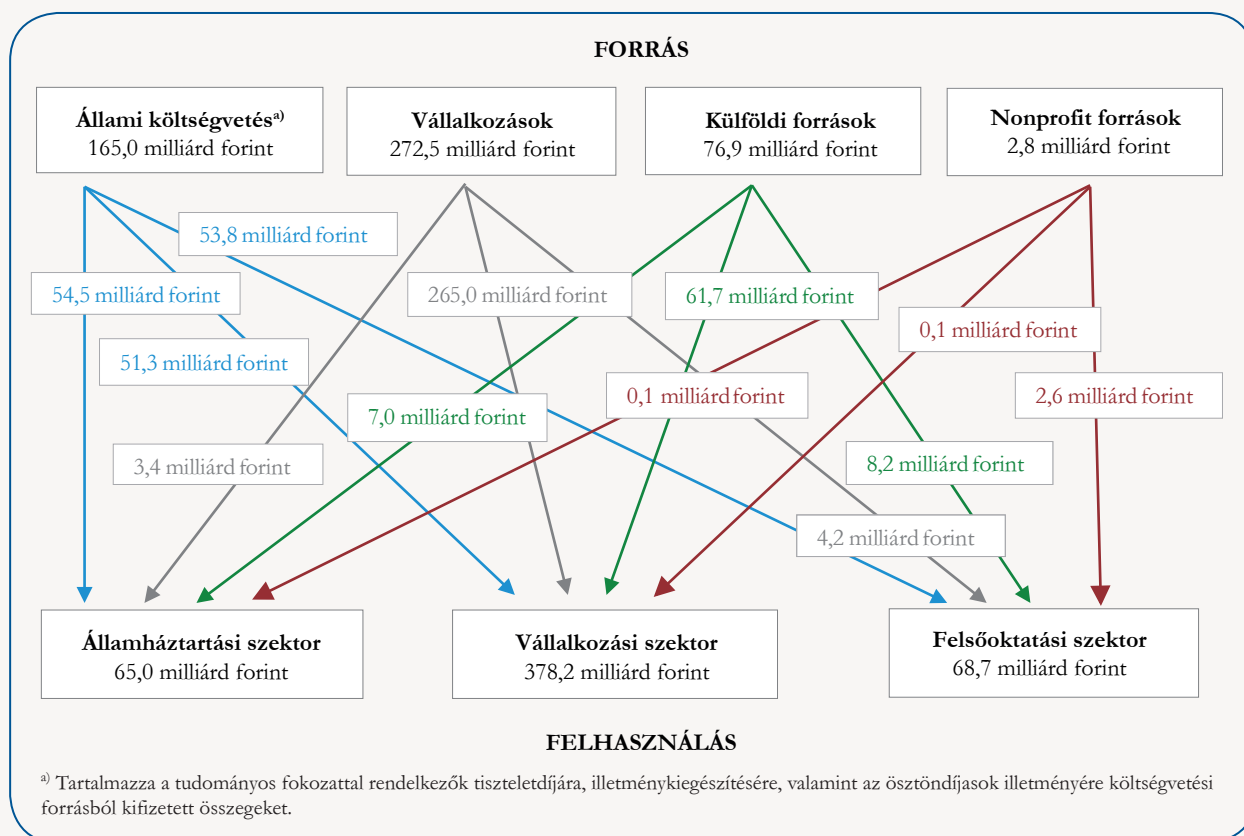 FORRÁS
Állami költségvetésᵃ⁾
165,0 milliárd forint
Vállalkozások
272,5 milliárd forint
Külföldi források
76,9 milliárd forint
Nonprofit források
2,8 milliárd forint
53,8 milliárd forint
54,5 milliárd forint
265,0 milliárd forint
61,7 milliárd forint
0,1 milliárd forint
51,3 milliárd forint
0,1 milliárd forint
2,6 milliárd forint
7,0 milliárd forint
3,4 milliárd forint
8,2 milliárd forint
4,2 milliárd forint
Államháztartási szektor
65,0 milliárd forint
Vállalkozási szektor
378,2 milliárd forint
Felsőoktatási szektor
68,7 milliárd forint
FELHASZNÁLÁS
ᵃ⁾ Tartalmazza a tudományos fokozattal rendelkezők tiszteletdíjára, illetménykiegészítésére, valamint az ösztöndíjasok illetményére költségvetési
forrásból kifizetett összegeket.